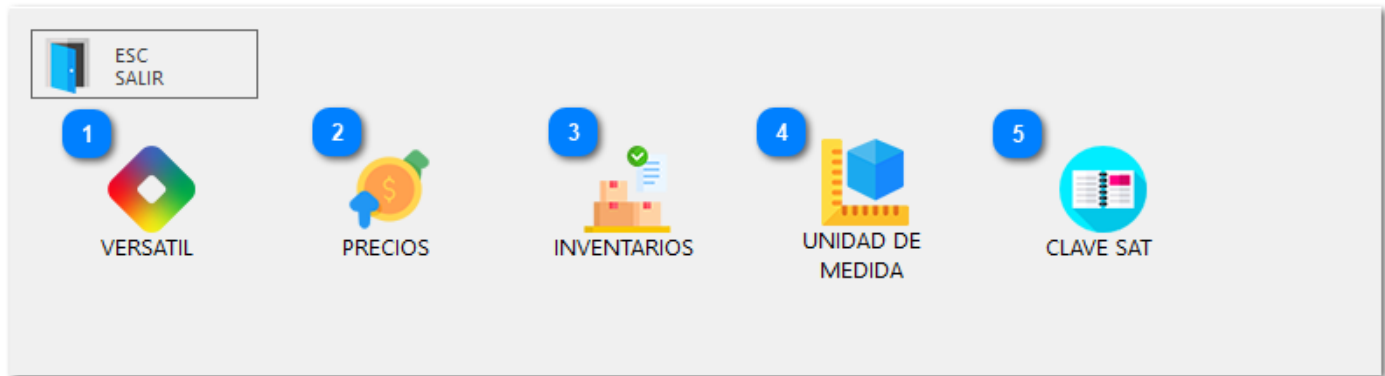 ESC
SALIR
1
2
3
4
5
VERSATIL
PRECIOS
INVENTARIOS
UNIDAD DE
MEDIDA
CLAVE SAT